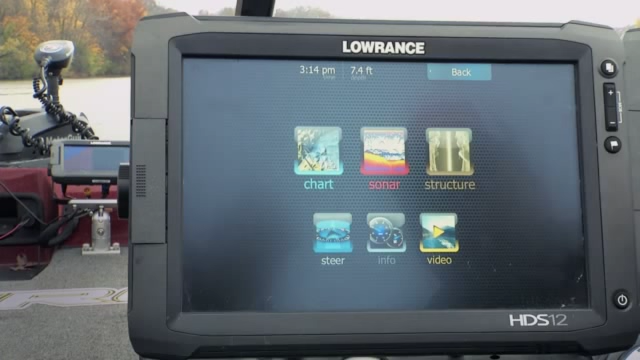 LOWRANCE
3:14 pm 7.4 ft Back
chart sonar structure
steer info video
HDS12